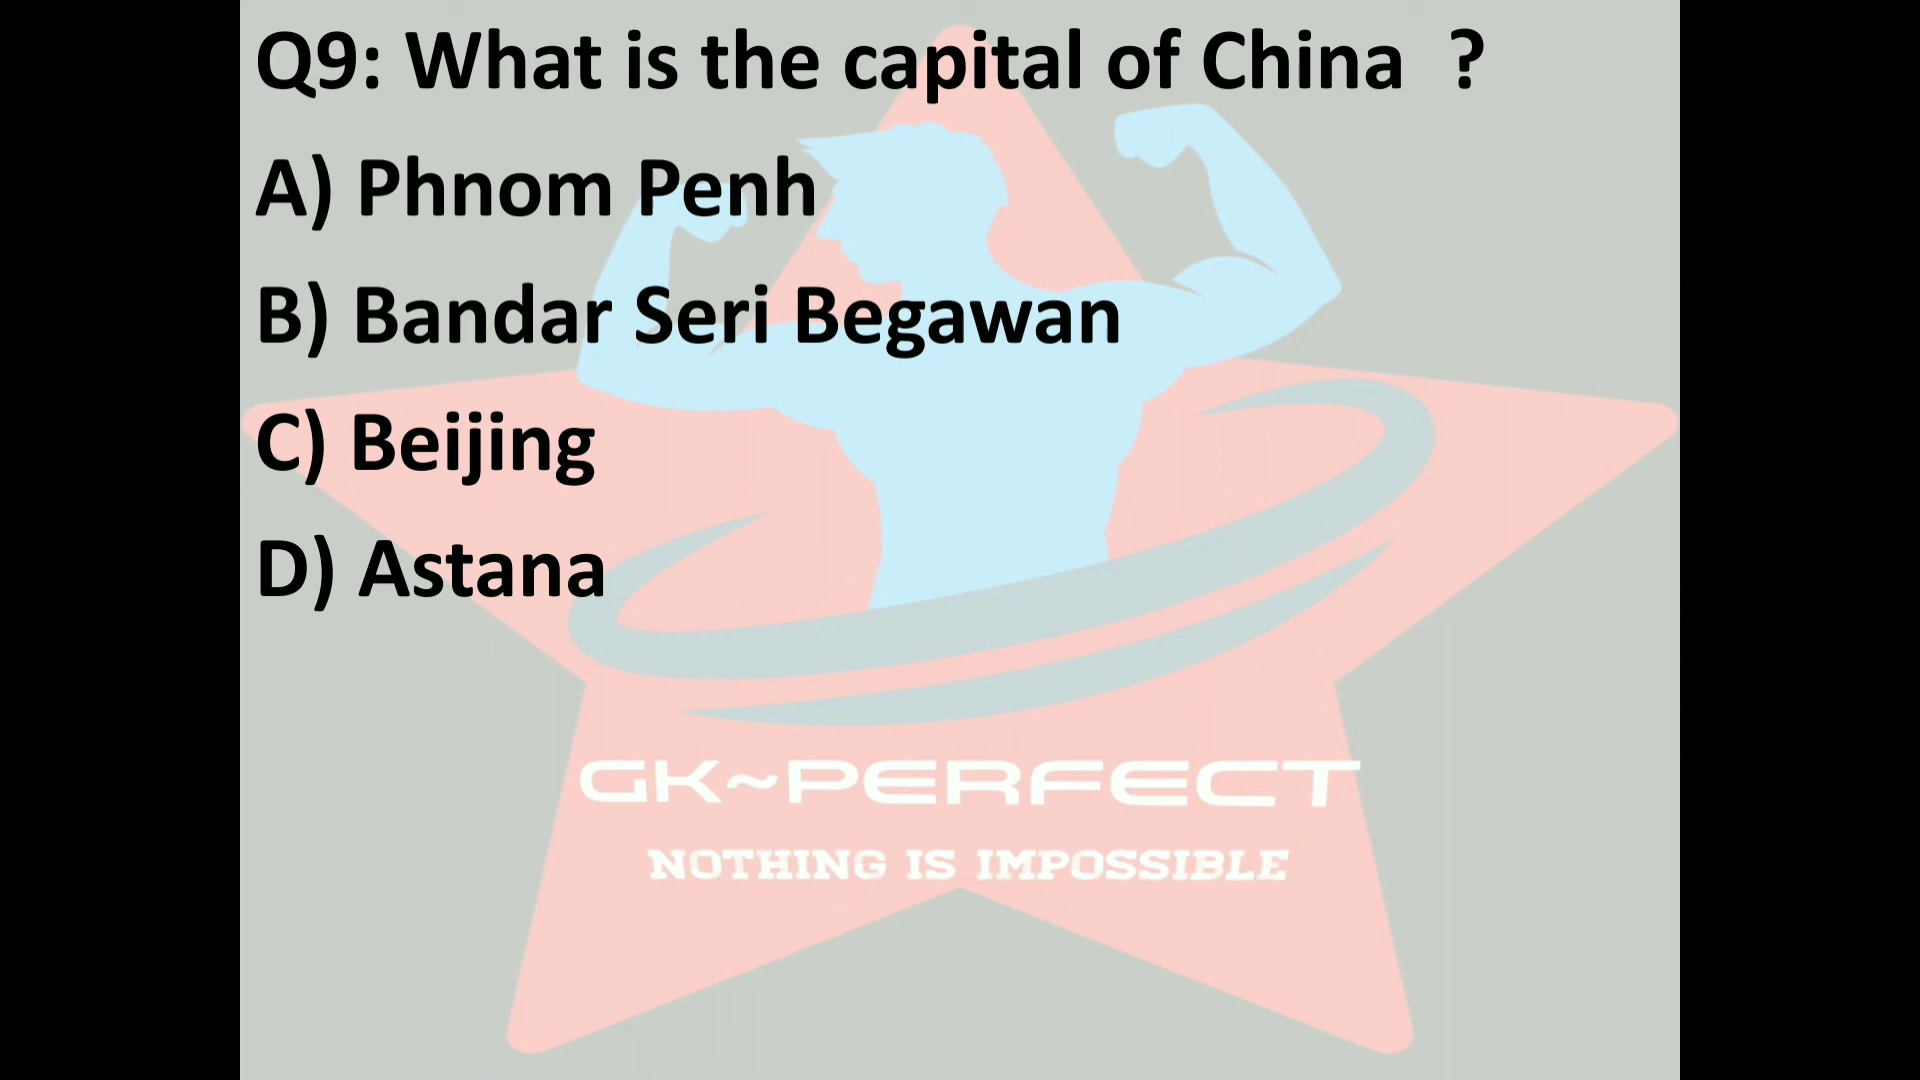 Q9: What is the capital of China  ?
A) Phnom Penh
B) Bandar Seri Begawan
C) Beijing
D) Astana
GK~PERFECT
NOTHING IS IMPOSSIBLE